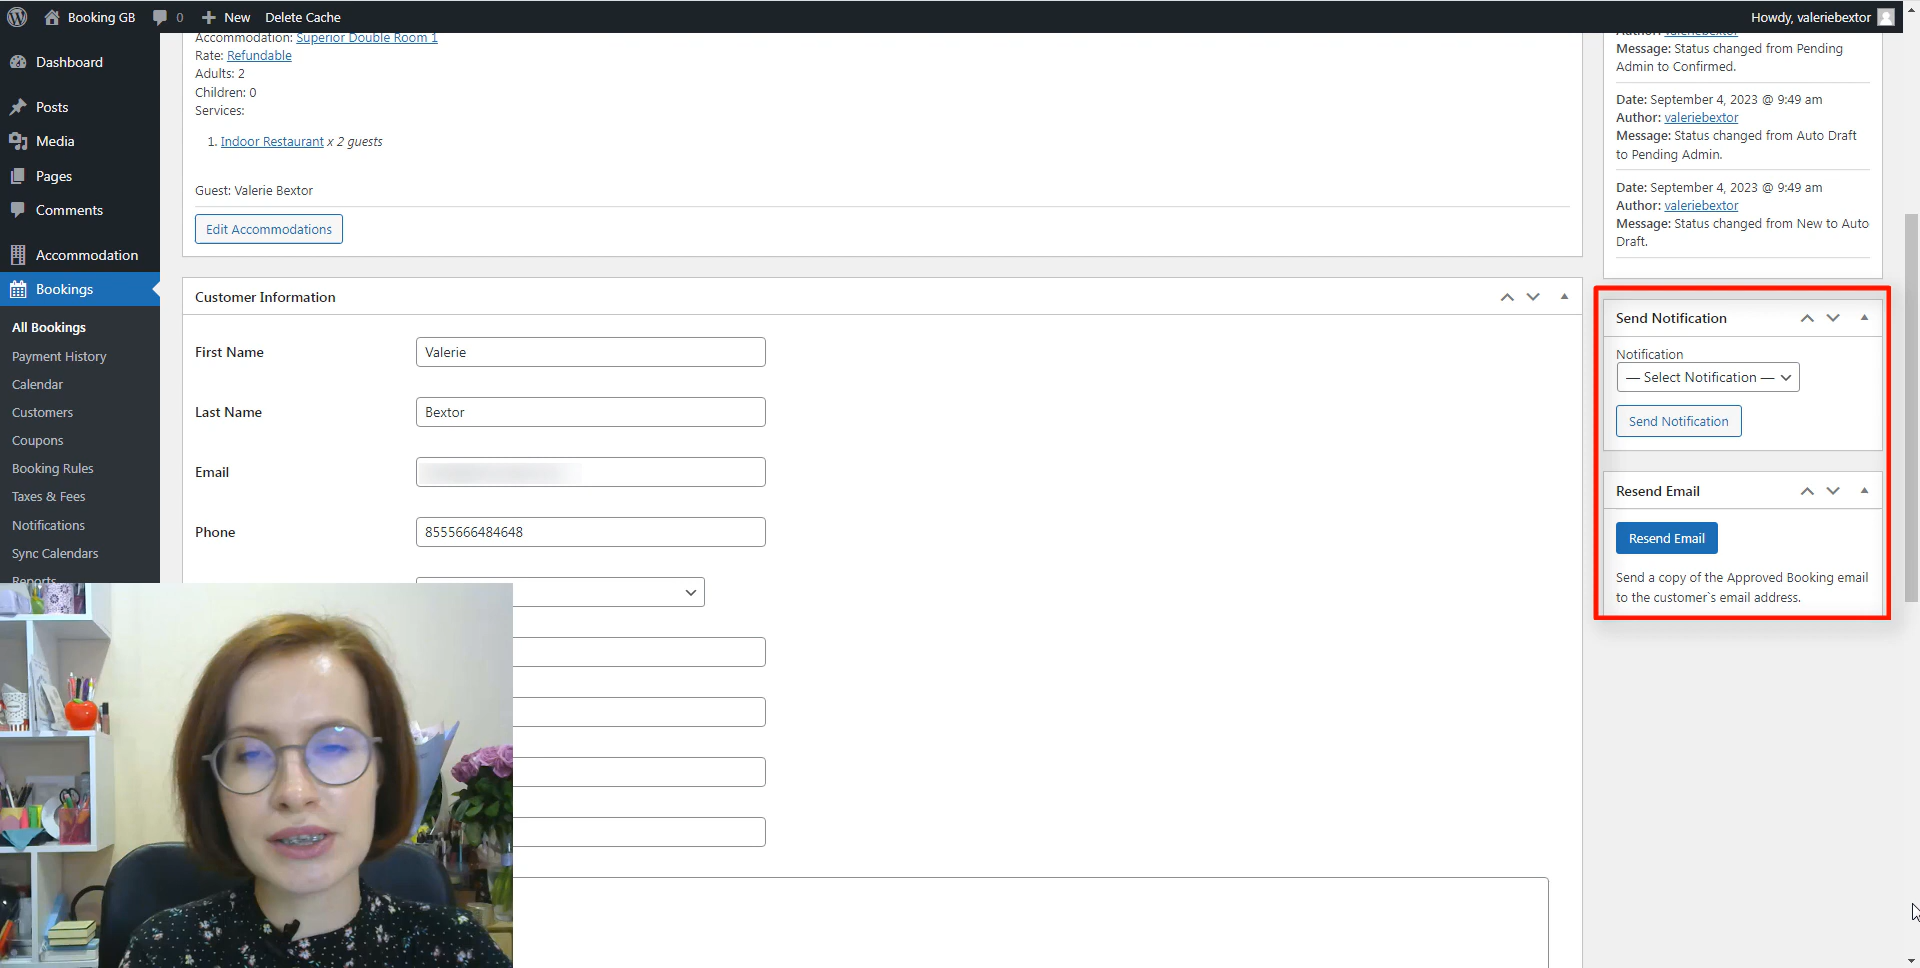 Booking GB
0
New
Delete Cache
Howdy, valeriebextor
Dashboard
Posts
Media
Pages
Comments
Accommodation
Bookings
All Bookings
Payment History
Calendar
Customers
Coupons
Booking Rules
Taxes & Fees
Notifications
Sync Calendars
Reports
Accommodation: Superior Double Room 1
Rate: Refundable
Adults: 2
Children: 0
Services:
1. Indoor Restaurant x 2 guests
Guest: Valerie Bextor
Edit Accommodations
Customer Information
First Name
Valerie
Last Name
Bextor
Email
Phone
8555666484648
Author: valeriebextor
Message: Status changed from Pending
Admin to Confirmed.
Date: September 4, 2023 @ 9:49 am
Author: valeriebextor
Message: Status changed from Auto Draft
to Pending Admin.
Date: September 4, 2023 @ 9:49 am
Author: valeriebextor
Message: Status changed from New to Auto
Draft.
Send Notification
Notification
— Select Notification —
Send Notification
Resend Email
Resend Email
Send a copy of the Approved Booking email
to the customer`s email address.